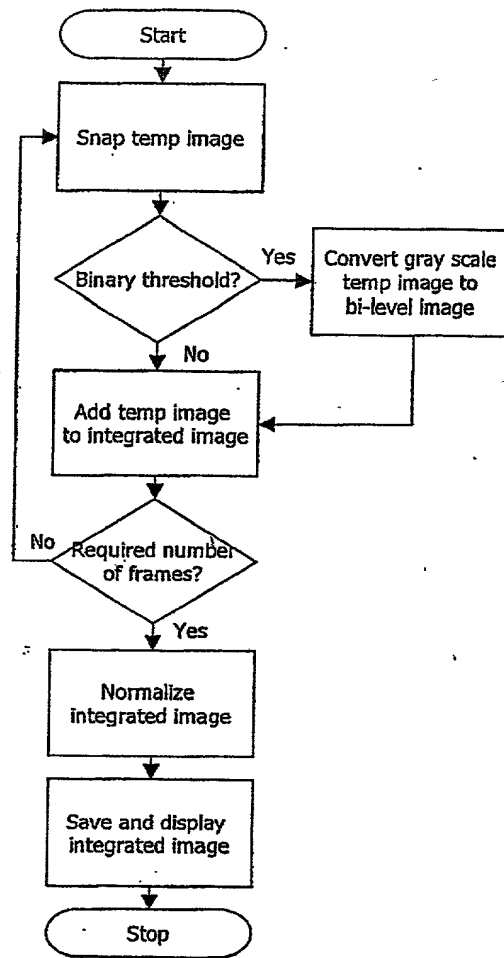 Start
Snap temp image
Binary threshold?
Yes
Convert gray scale
temp image to
bi-level image
No
Add temp image
to integrated image
No
Required number
of frames?
Yes
Normalize
integrated image
Save and display
integrated image
Stop